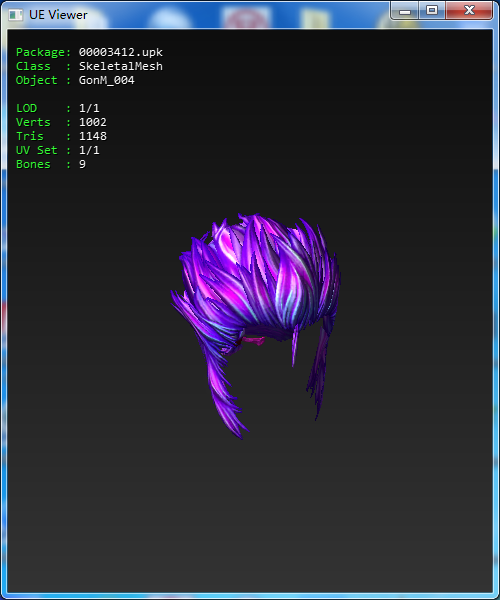 UE Viewer
Package: 00003412.upk
Class : SkeletalMesh
Object : GonM_004
LOD : 1/1
Verts : 1002
Tris : 1148
UV Set : 1/1
Bones : 9